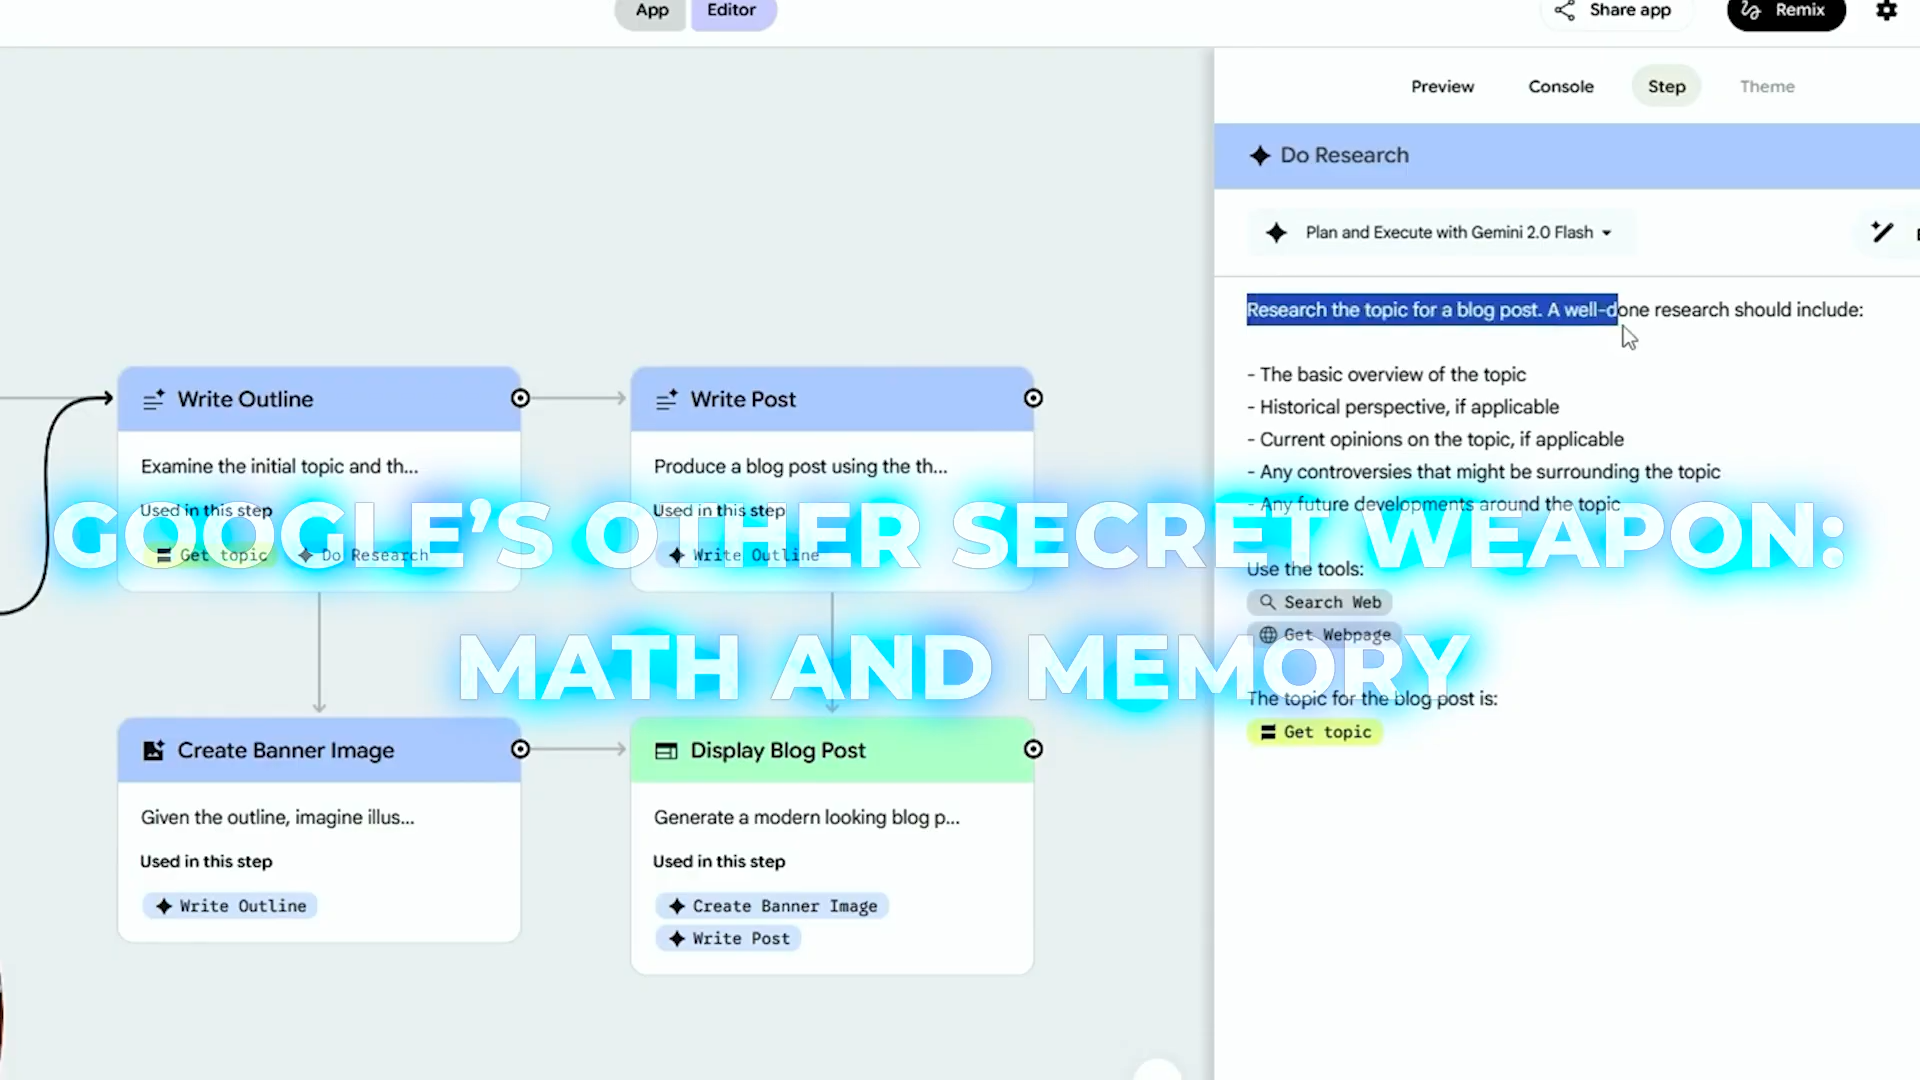 App
Editor
Share app
Remix
Preview
Console
Step
Theme
Do Research
Plan and Execute with Gemini 2.0 Flash
Research the topic for a blog post. A well-done research should include:
- The basic overview of the topic
- Historical perspective, if applicable
- Current opinions on the topic, if applicable
- Any controversies that might be surrounding the topic
- Any future developments around the topic
Use the tools:
Search Web
Get Webpage
The topic for the blog post is:
Get topic
Write Outline
Examine the initial topic and th...
Used in this step
Get topic
Do Research
Write Post
Produce a blog post using the th...
Used in this step
Write Outline
GOOGLE’S OTHER SECRET WEAPON:
MATH AND MEMORY
Create Banner Image
Given the outline, imagine illus...
Used in this step
Write Outline
Display Blog Post
Generate a modern looking blog p...
Used in this step
Create Banner Image
Write Post